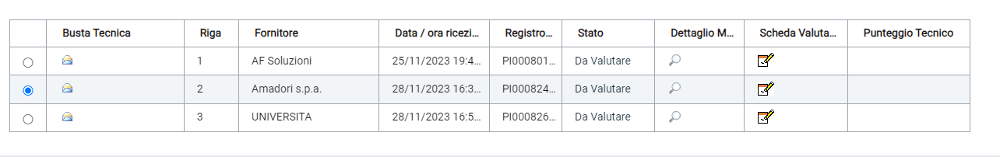 Busta Tecnica Riga Fornitore Data / ora ricezi... Registro... Stato Dettaglio M... Scheda Valuta... Punteggio Tecnico
1 AF Soluzioni 25/11/2023 19:4... PI000801... Da Valutare
2 Amadori s.p.a. 28/11/2023 16:3... PI000824... Da Valutare
3 UNIVERSITA 28/11/2023 16:5... PI000826... Da Valutare